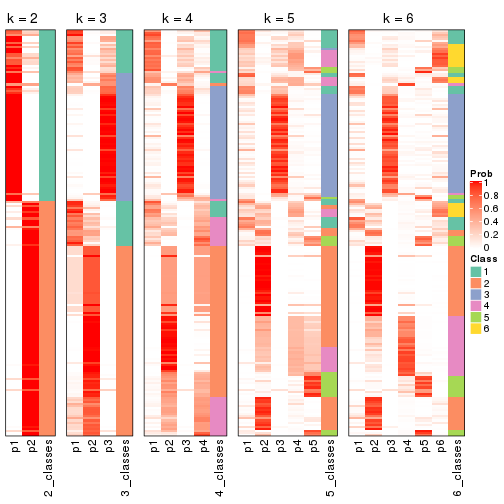 k = 2
k = 3
k = 4
k = 5
k = 6
Prob
1
0.8
0.6
0.4
0.2
0
Class
1
2
3
4
5
6
p1
p2
2_classes
p1
p2
p3
3_classes
p1
p2
p3
p4
4_classes
p1
p2
p3
p4
p5
5_classes
p1
p2
p3
p4
p5
p6
6_classes